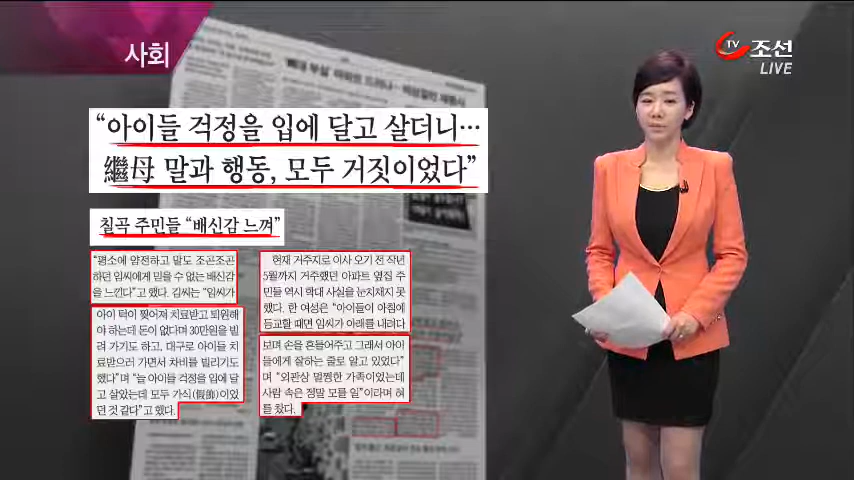 사회
TV조선
LIVE
“아이들 걱정을 입에 달고 살더니…
繼母 말과 행동, 모두 거짓이었다”
칠곡 주민들 “배신감 느껴”
“평소에 얌전하고 말도 조곤조곤
하던 임씨에게 믿을 수 없는 배신감
을 느낀다”고 했다. 김씨는 “임씨가
아이 턱이 찢어져 치료받고 퇴원해
야 하는데 돈이 없다며 30만원을 빌
려 가기도 하고, 대구로 아이들 치
료받으러 가면서 차비를 빌리기도
했다”며 “늘 아이들 걱정을 입에 달
고 살았는데 모두 가식(假飾)이었
던 것 같다”고 했다.
현재 거주지로 이사 오기 전 작년
5월까지 거주했던 아파트 옆집 주
민들 역시 학대 사실을 눈치채지 못
했다. 한 여성은 “아이들이 아침에
등교할 때면 임씨가 아래를 내려다
보며 손을 흔들어주고 그래서 아이
들에게 잘하는 줄로 알고 있었다”
며 “외관상 멀쩡한 가족이었는데
사람 속은 정말 모를 일”이라며 혀
를 찼다.